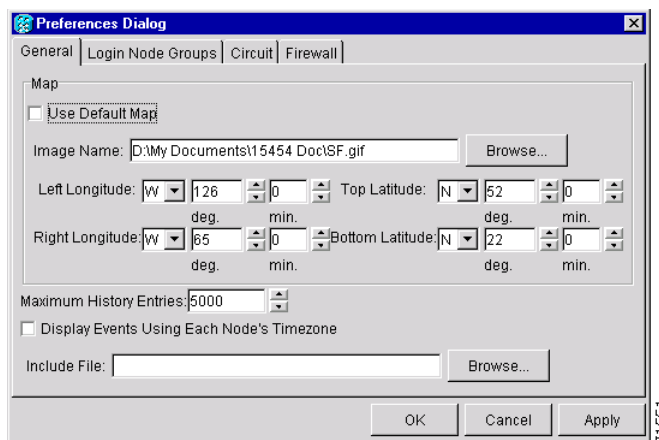 Preferences Dialog
General Login Node Groups Circuit Firewall
Map
Use Default Map
Image Name: D:\My Documents\15454 Doc\SF.gif Browse...
Left Longitude: W 126 0 Top Latitude: N 52 0
deg. min. deg. min.
Right Longitude: W 65 0 Bottom Latitude: N 22 0
deg. min. deg. min.
Maximum History Entries: 5000
Display Events Using Each Node's Timezone
Include File: Browse...
OK Cancel Apply